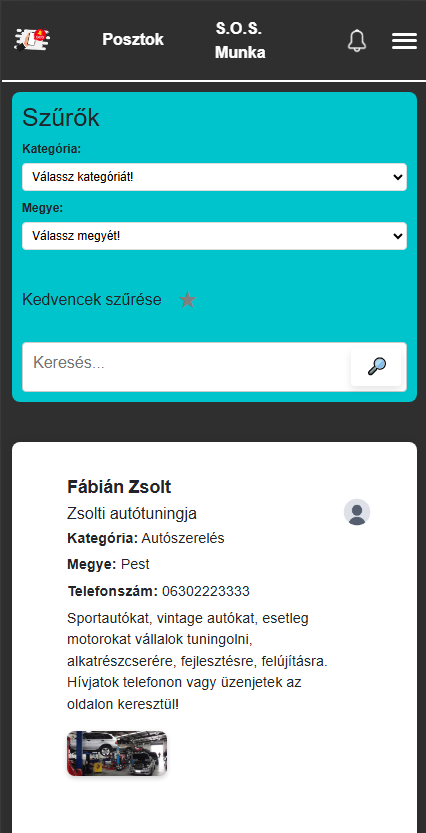 Posztok
S.O.S.
Munka
Szűrők
Kategória:
Válassz kategóriát!
Megye:
Válassz megyét!
Kedvencek szűrése
Keresés...
Fábián Zsolt
Zsolti autótuningja
Kategória: Autószerelés
Megye: Pest
Telefonszám: 06302223333
Sportautókat, vintage autókat, esetleg
motorokat vállalok tuningolni,
alkatrészcserére, fejlesztésre, felújításra.
Hívjatok telefonon vagy üzenjetek az
oldalon keresztül!